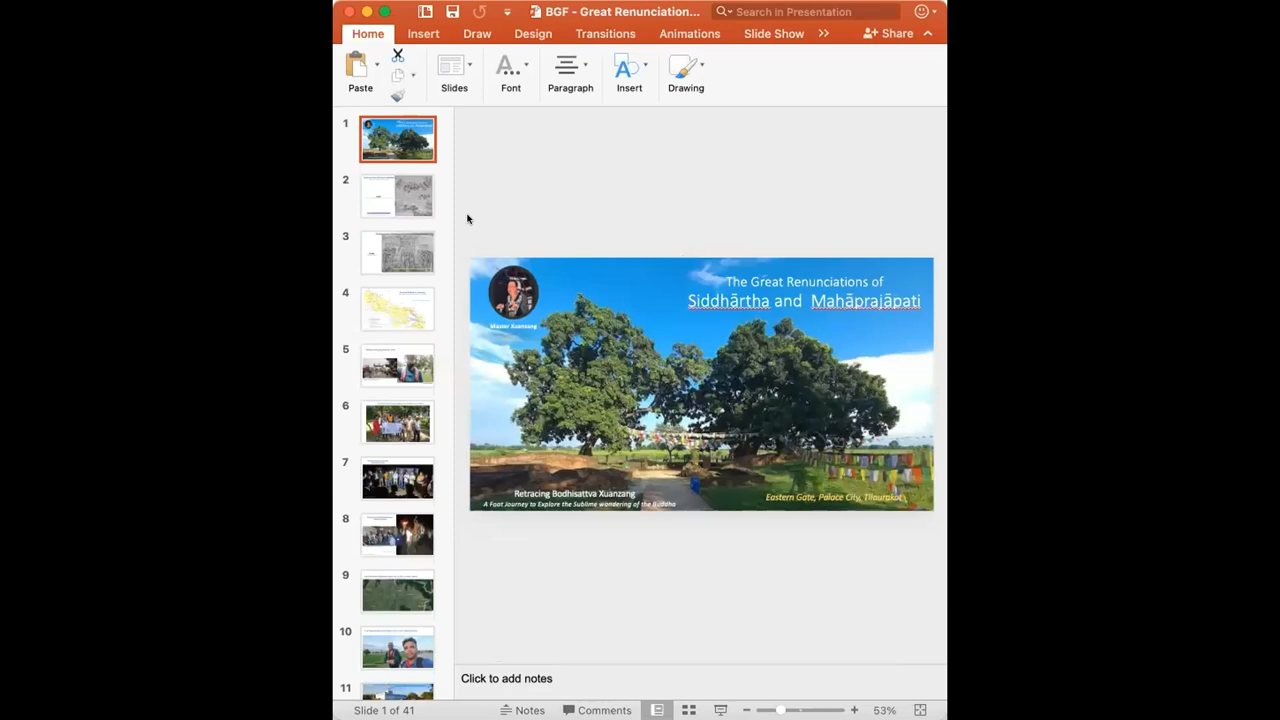 BGF - Great Renunciation...
Search in Presentation
Home
Insert
Draw
Design
Transitions
Animations
Slide Show
Share
Paste
Slides
Font
Paragraph
Insert
Drawing
1
2
3
4
5
6
7
8
9
10
11
The Great Renunciations of
Siddhārtha and Mahāprajāpati
Master Xuanzang
Retracing Bodhisattva Xuanzang
A Foot Journey to Explore the Sublime wandering of the Buddha
Eastern Gate, Palace City, Tilaurakot
Click to add notes
Slide 1 of 41
Notes
Comments
53%